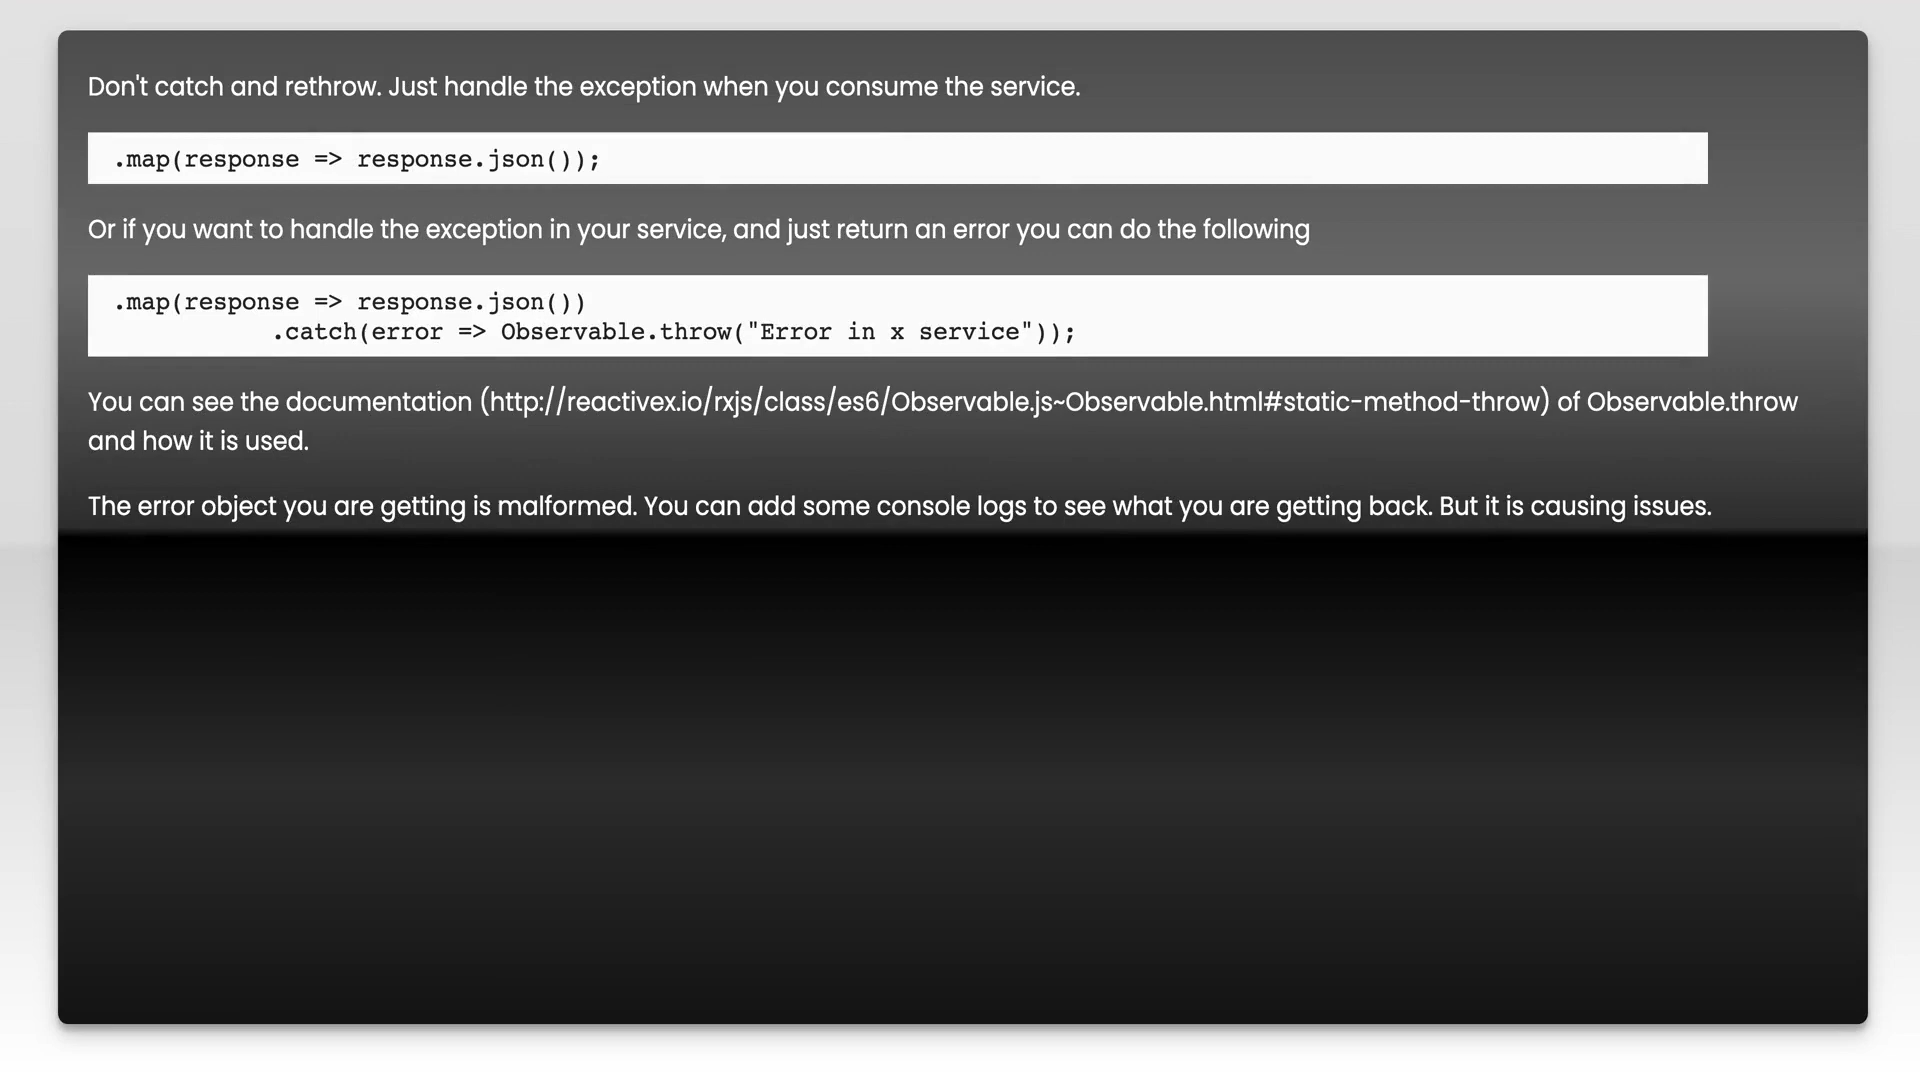 Don't catch and rethrow. Just handle the exception when you consume the service.
.map(response => response.json());
Or if you want to handle the exception in your service, and just return an error you can do the following
.map(response => response.json())
.catch(error => Observable.throw("Error in x service"));
You can see the documentation (http://reactivex.io/rxjs/class/es6/Observable.js~Observable.html#static-method-throw) of Observable.throw
and how it is used.
The error object you are getting is malformed. You can add some console logs to see what you are getting back. But it is causing issues.